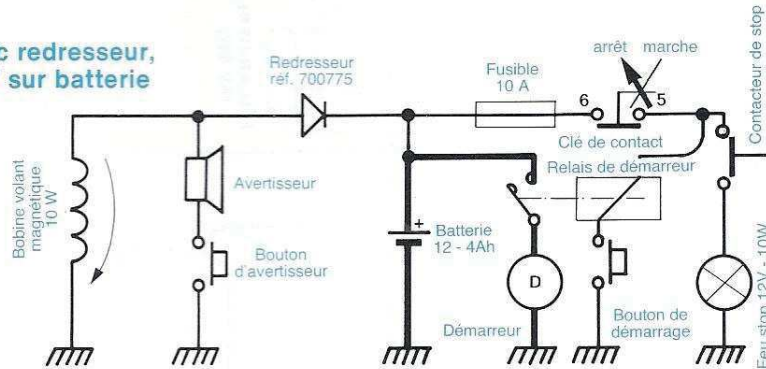 c redresseur,
sur batterie
Redresseur
réf. 700775
Fusible
10 A
arrêt marche
6
5
Clé de contact
Contacteur de stop
Relais de démarreur
Bobine volant
magnétique
10 W
Avertisseur
Bouton
d'avertisseur
+
Batterie
12 - 4Ah
D
Démarreur
Bouton de
démarrage
Feu stop 12V - 10W